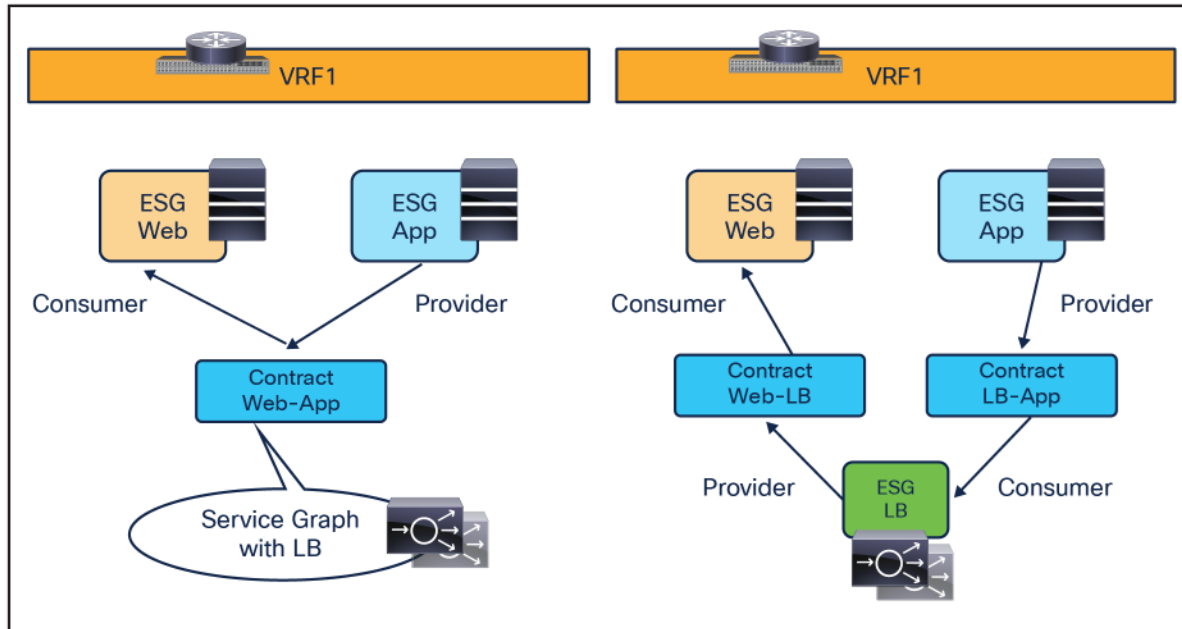 VRF1
ESG
Web
ESG
App
Consumer
Provider
Contract
Web-App
Service Graph
with LB
VRF1
ESG
Web
ESG
App
Consumer
Provider
Contract
Web-LB
Contract
LB-App
Provider
Consumer
ESG
LB